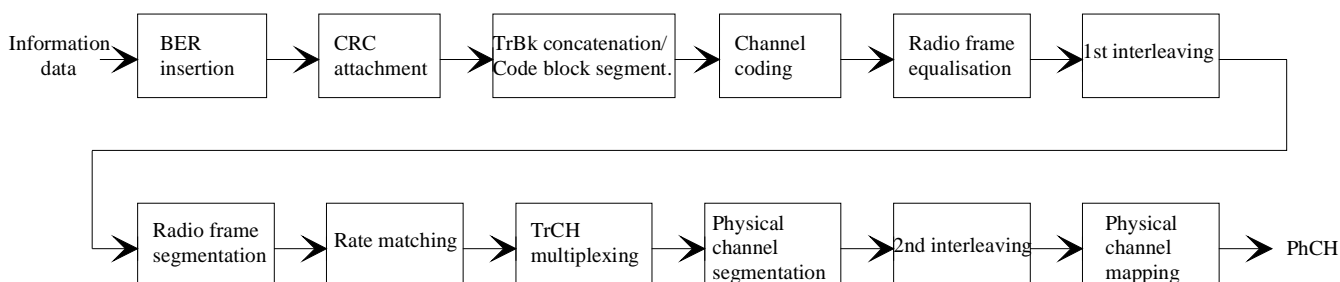 Information
data
BER
insertion
CRC
attachment
TrBk concatenation/
Code block segment.
Channel
coding
Radio frame
equalisation
1st interleaving
Radio frame
segmentation
Rate matching
TrCH
multiplexing
Physical
channel
segmentation
2nd interleaving
Physical
channel
mapping
PhCH